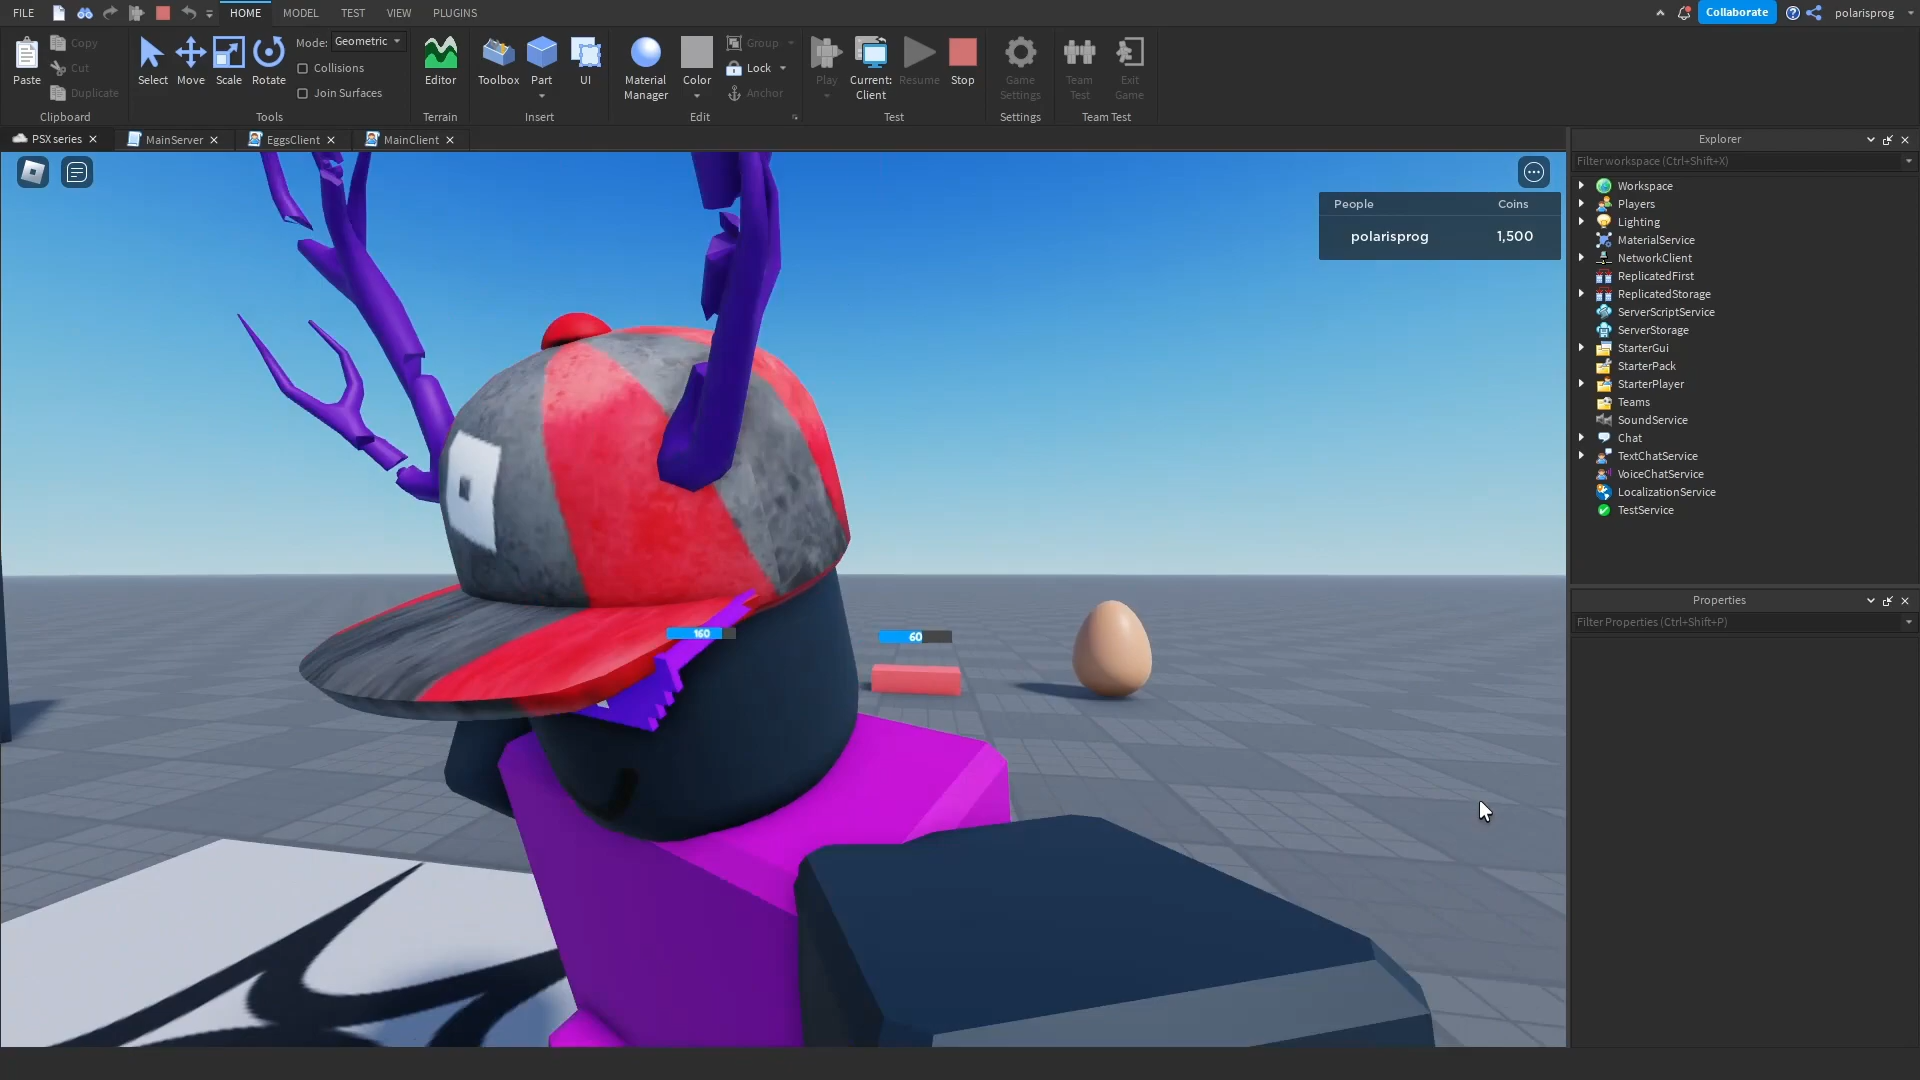 FILE HOME MODEL TEST VIEW PLUGINS Collaborate polarisprog
Paste Copy Cut Duplicate
Clipboard
Select Move Scale Rotate
Mode: Geometric
Collisions
Join Surfaces
Tools
Editor
Terrain
Toolbox Part UI
Insert
Material Manager
Color
Group
Lock
Anchor
Edit
Play
Current: Client
Resume
Stop
Test
Game Settings
Settings
Team Test
Exit Game
Team Test
PSX series MainServer EggsClient MainClient
People Coins
polarisprog 1,500
160
60
Explorer
Filter workspace (Ctrl+Shift+X)
Workspace
Players
Lighting
MaterialService
NetworkClient
ReplicatedFirst
ReplicatedStorage
ServerScriptService
ServerStorage
StarterGui
StarterPack
StarterPlayer
Teams
SoundService
Chat
TextChatService
VoiceChatService
LocalizationService
TestService
Properties
Filter Properties (Ctrl+Shift+P)